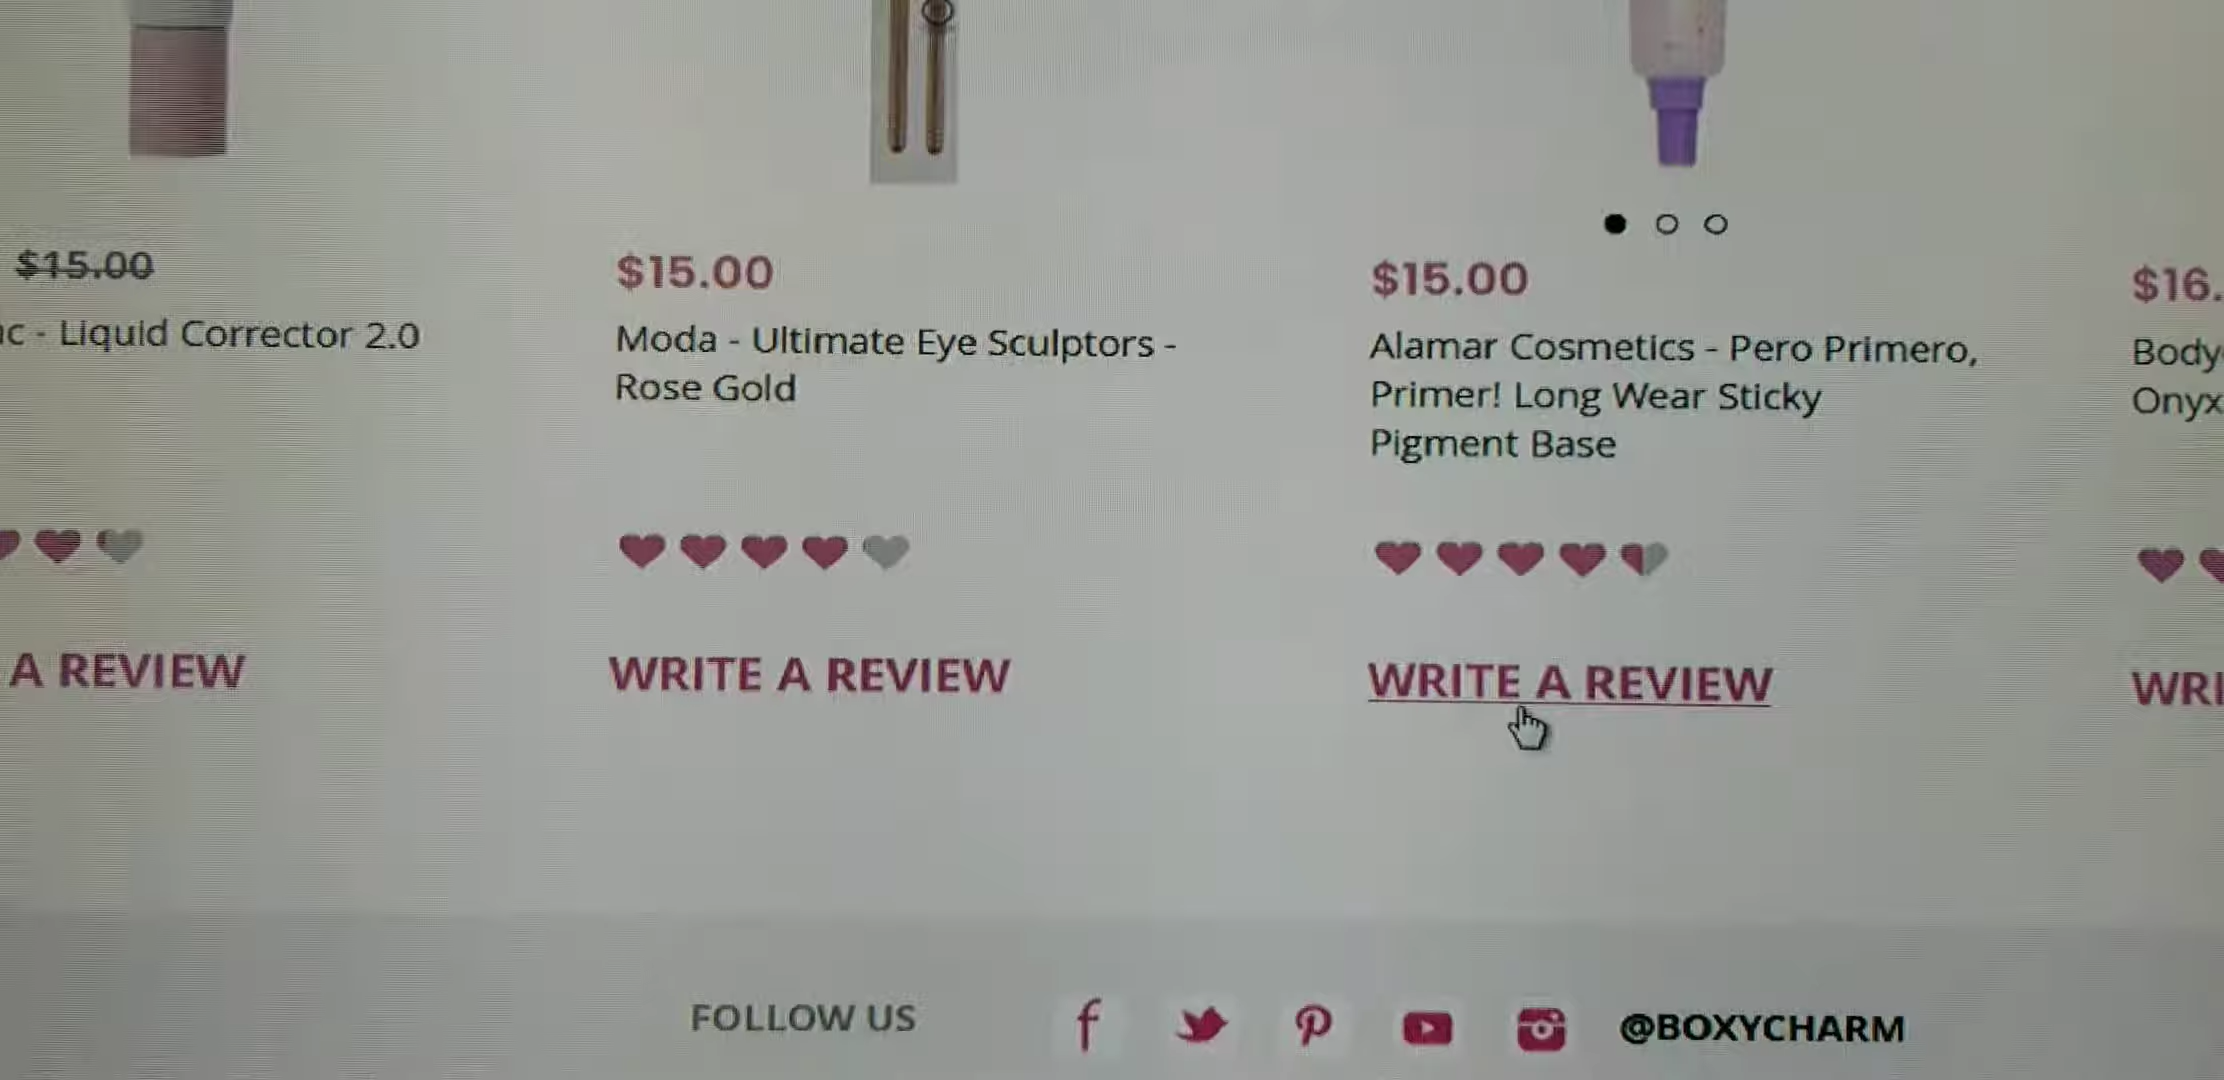 $15.00
- Liquid Corrector 2.0
A REVIEW
$15.00
Moda - Ultimate Eye Sculptors -
Rose Gold
WRITE A REVIEW
$15.00
Alamar Cosmetics - Pero Primero,
Primer! Long Wear Sticky
Pigment Base
WRITE A REVIEW
$16.
Body
Onyx
WRI
FOLLOW US
@BOXYCHARM